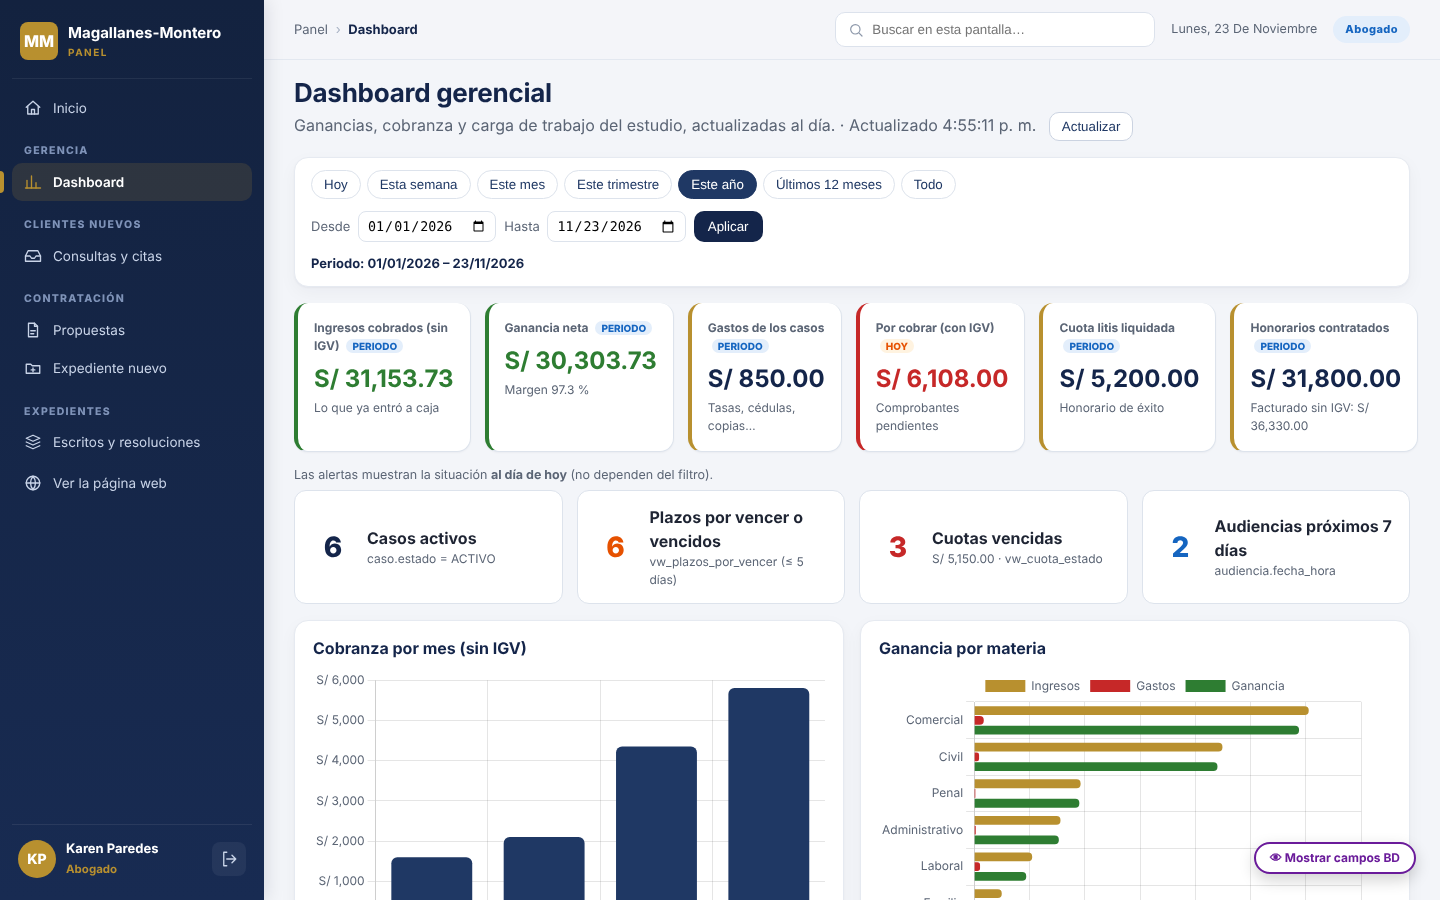 MM
Magallanes-Montero
PANEL
Inicio
GERENCIA
Dashboard
CLIENTES NUEVOS
Consultas y citas
CONTRATACIÓN
Propuestas
Expediente nuevo
EXPEDIENTES
Escritos y resoluciones
Ver la página web
KP
Karen Paredes
Abogado
Panel › Dashboard
Buscar en esta pantalla…
Lunes, 23 De Noviembre
Abogado
Dashboard gerencial
Ganancias, cobranza y carga de trabajo del estudio, actualizadas al día. · Actualizado 4:55:11 p. m.
Actualizar
Hoy
Esta semana
Este mes
Este trimestre
Este año
Últimos 12 meses
Todo
Desde
01/01/2026
Hasta
11/23/2026
Aplicar
Periodo: 01/01/2026 – 23/11/2026
Ingresos cobrados (sin
IGV) PERIODO
S/ 31,153.73
Lo que ya entró a caja
Ganancia neta PERIODO
S/ 30,303.73
Margen 97.3 %
Gastos de los casos
PERIODO
S/ 850.00
Tasas, cédulas,
copias…
Por cobrar (con IGV)
HOY
S/ 6,108.00
Comprobantes
pendientes
Cuota litis liquidada
PERIODO
S/ 5,200.00
Honorario de éxito
Honorarios contratados
PERIODO
S/ 31,800.00
Facturado sin IGV: S/
36,330.00
Las alertas muestran la situación al día de hoy (no dependen del filtro).
6
Casos activos
caso.estado = ACTIVO
6
Plazos por vencer o
vencidos
vw_plazos_por_vencer (≤ 5
días)
3
Cuotas vencidas
S/ 5,150.00 · vw_cuota_estado
2
Audiencias próximos 7
días
audiencia.fecha_hora
Cobranza por mes (sin IGV)
S/ 6,000
S/ 5,000
S/ 4,000
S/ 3,000
S/ 2,000
S/ 1,000
Ganancia por materia
Ingresos
Gastos
Ganancia
Comercial
Civil
Penal
Administrativo
Laboral
Mostrar campos BD